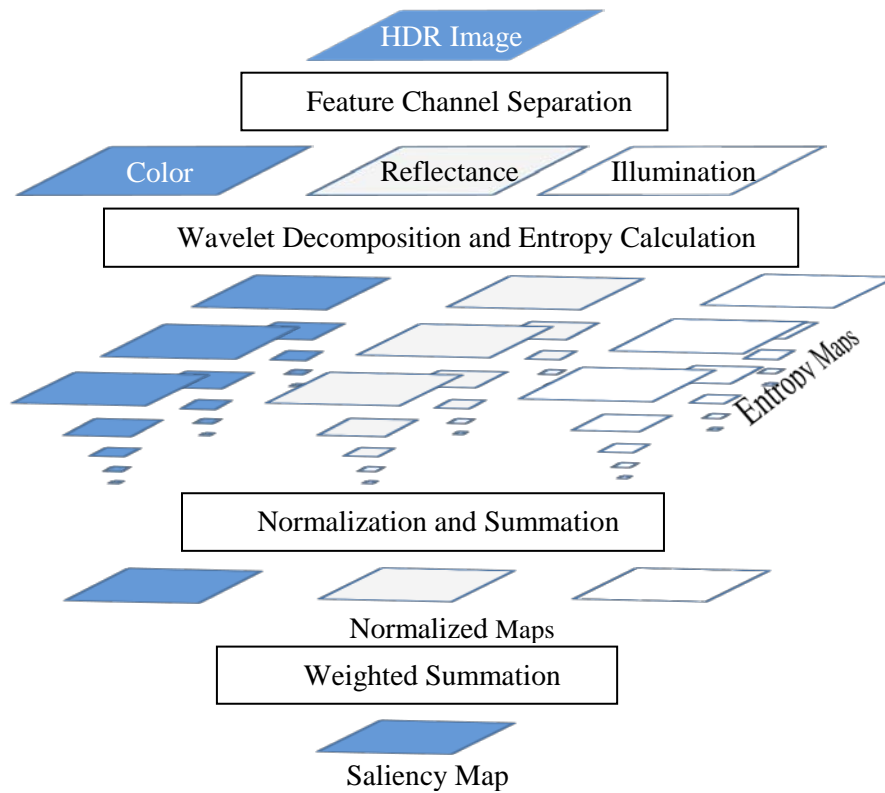 HDR Image
Feature Channel Separation
Color Reflectance Illumination
Wavelet Decomposition and Entropy Calculation
Entropy Maps
Normalization and Summation
Normalized Maps
Weighted Summation
Saliency Map